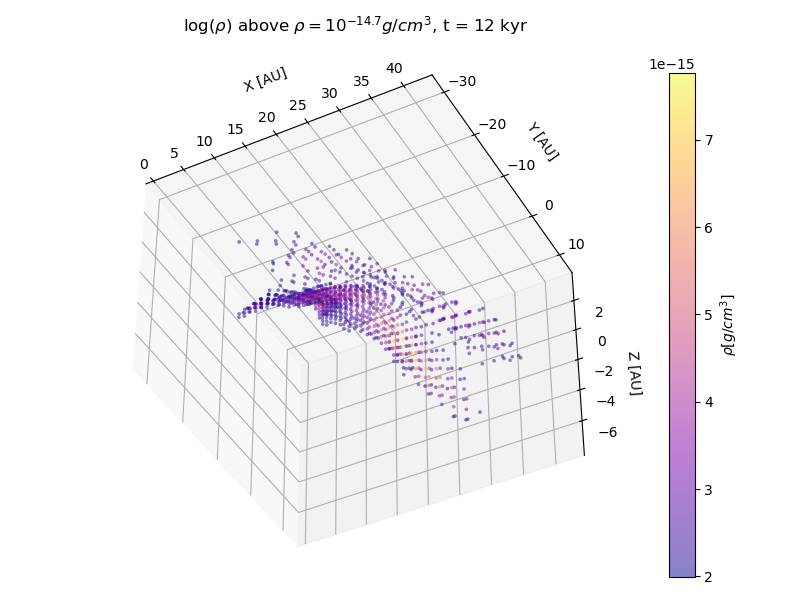 log(ρ) above ρ = 10^{-14.7} g/cm^3, t = 12 kyr
X [AU]
0 5 10 15 20 25 30 35 40
Y [AU]
−30
−20
−10
0
10
Z [AU]
2
0
−2
−4
−6
1e−15
7
6
5
4
3
2
ρ[g/cm^3]